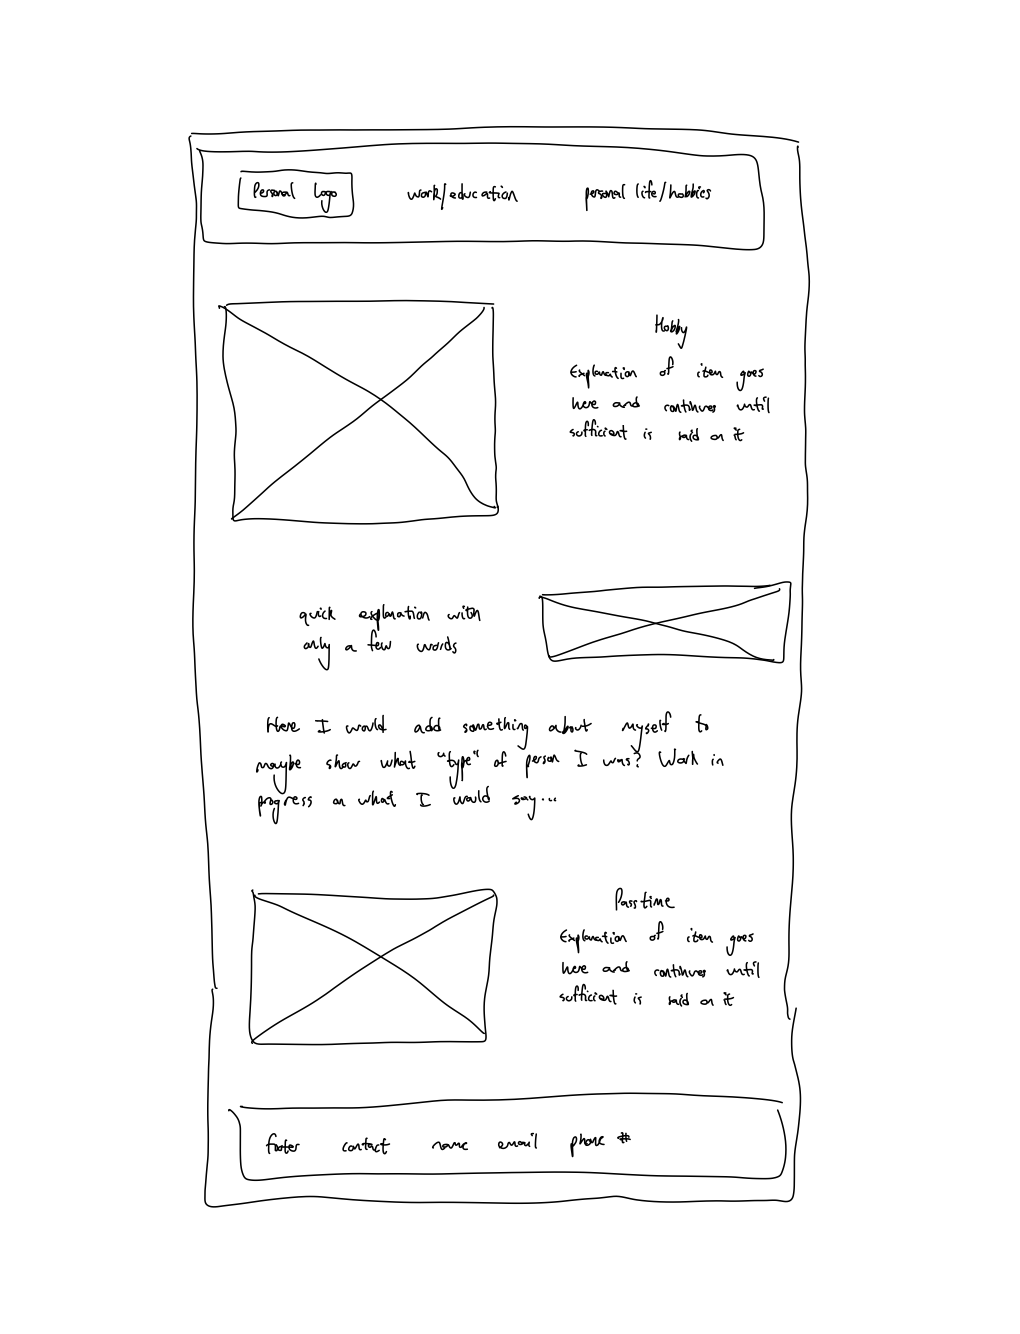 Personal logo work/education personal life/hobbies
Hobby
Explanation of item goes
here and continues until
sufficient is said on it
quick explanation with
only a few words
Here I would add something about myself to
maybe show what "type" of person I was? Work in
progress on what I would say...
Passtime
Explanation of item goes
here and continues until
sufficient is said on it
footer contact name email phone #